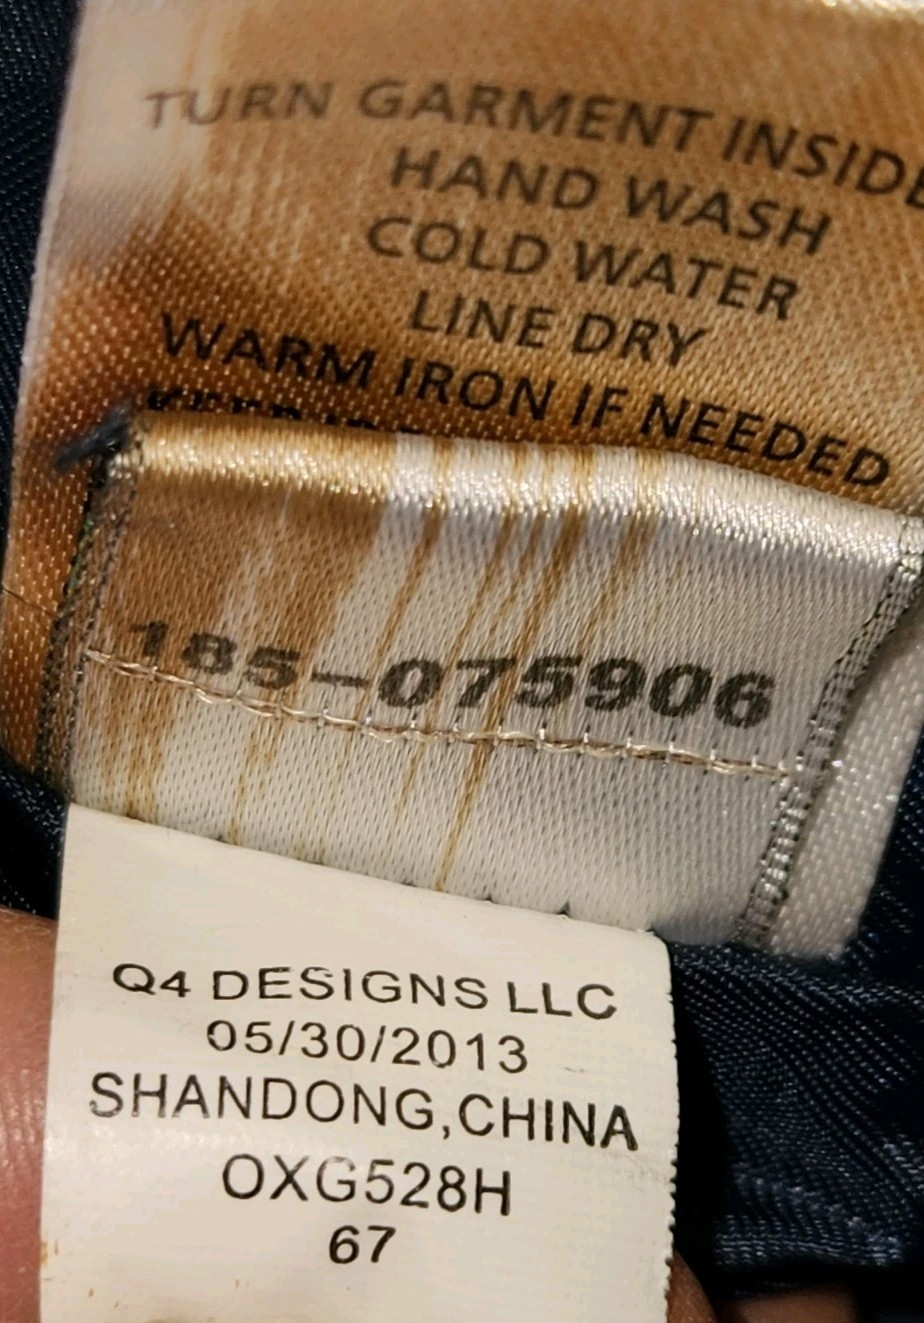 TURN GARMENT INSIDE
HAND WASH
COLD WATER
LINE DRY
WARM IRON IF NEEDED
185-075906
Q4 DESIGNS LLC
05/30/2013
SHANDONG,CHINA
OXG528H
67